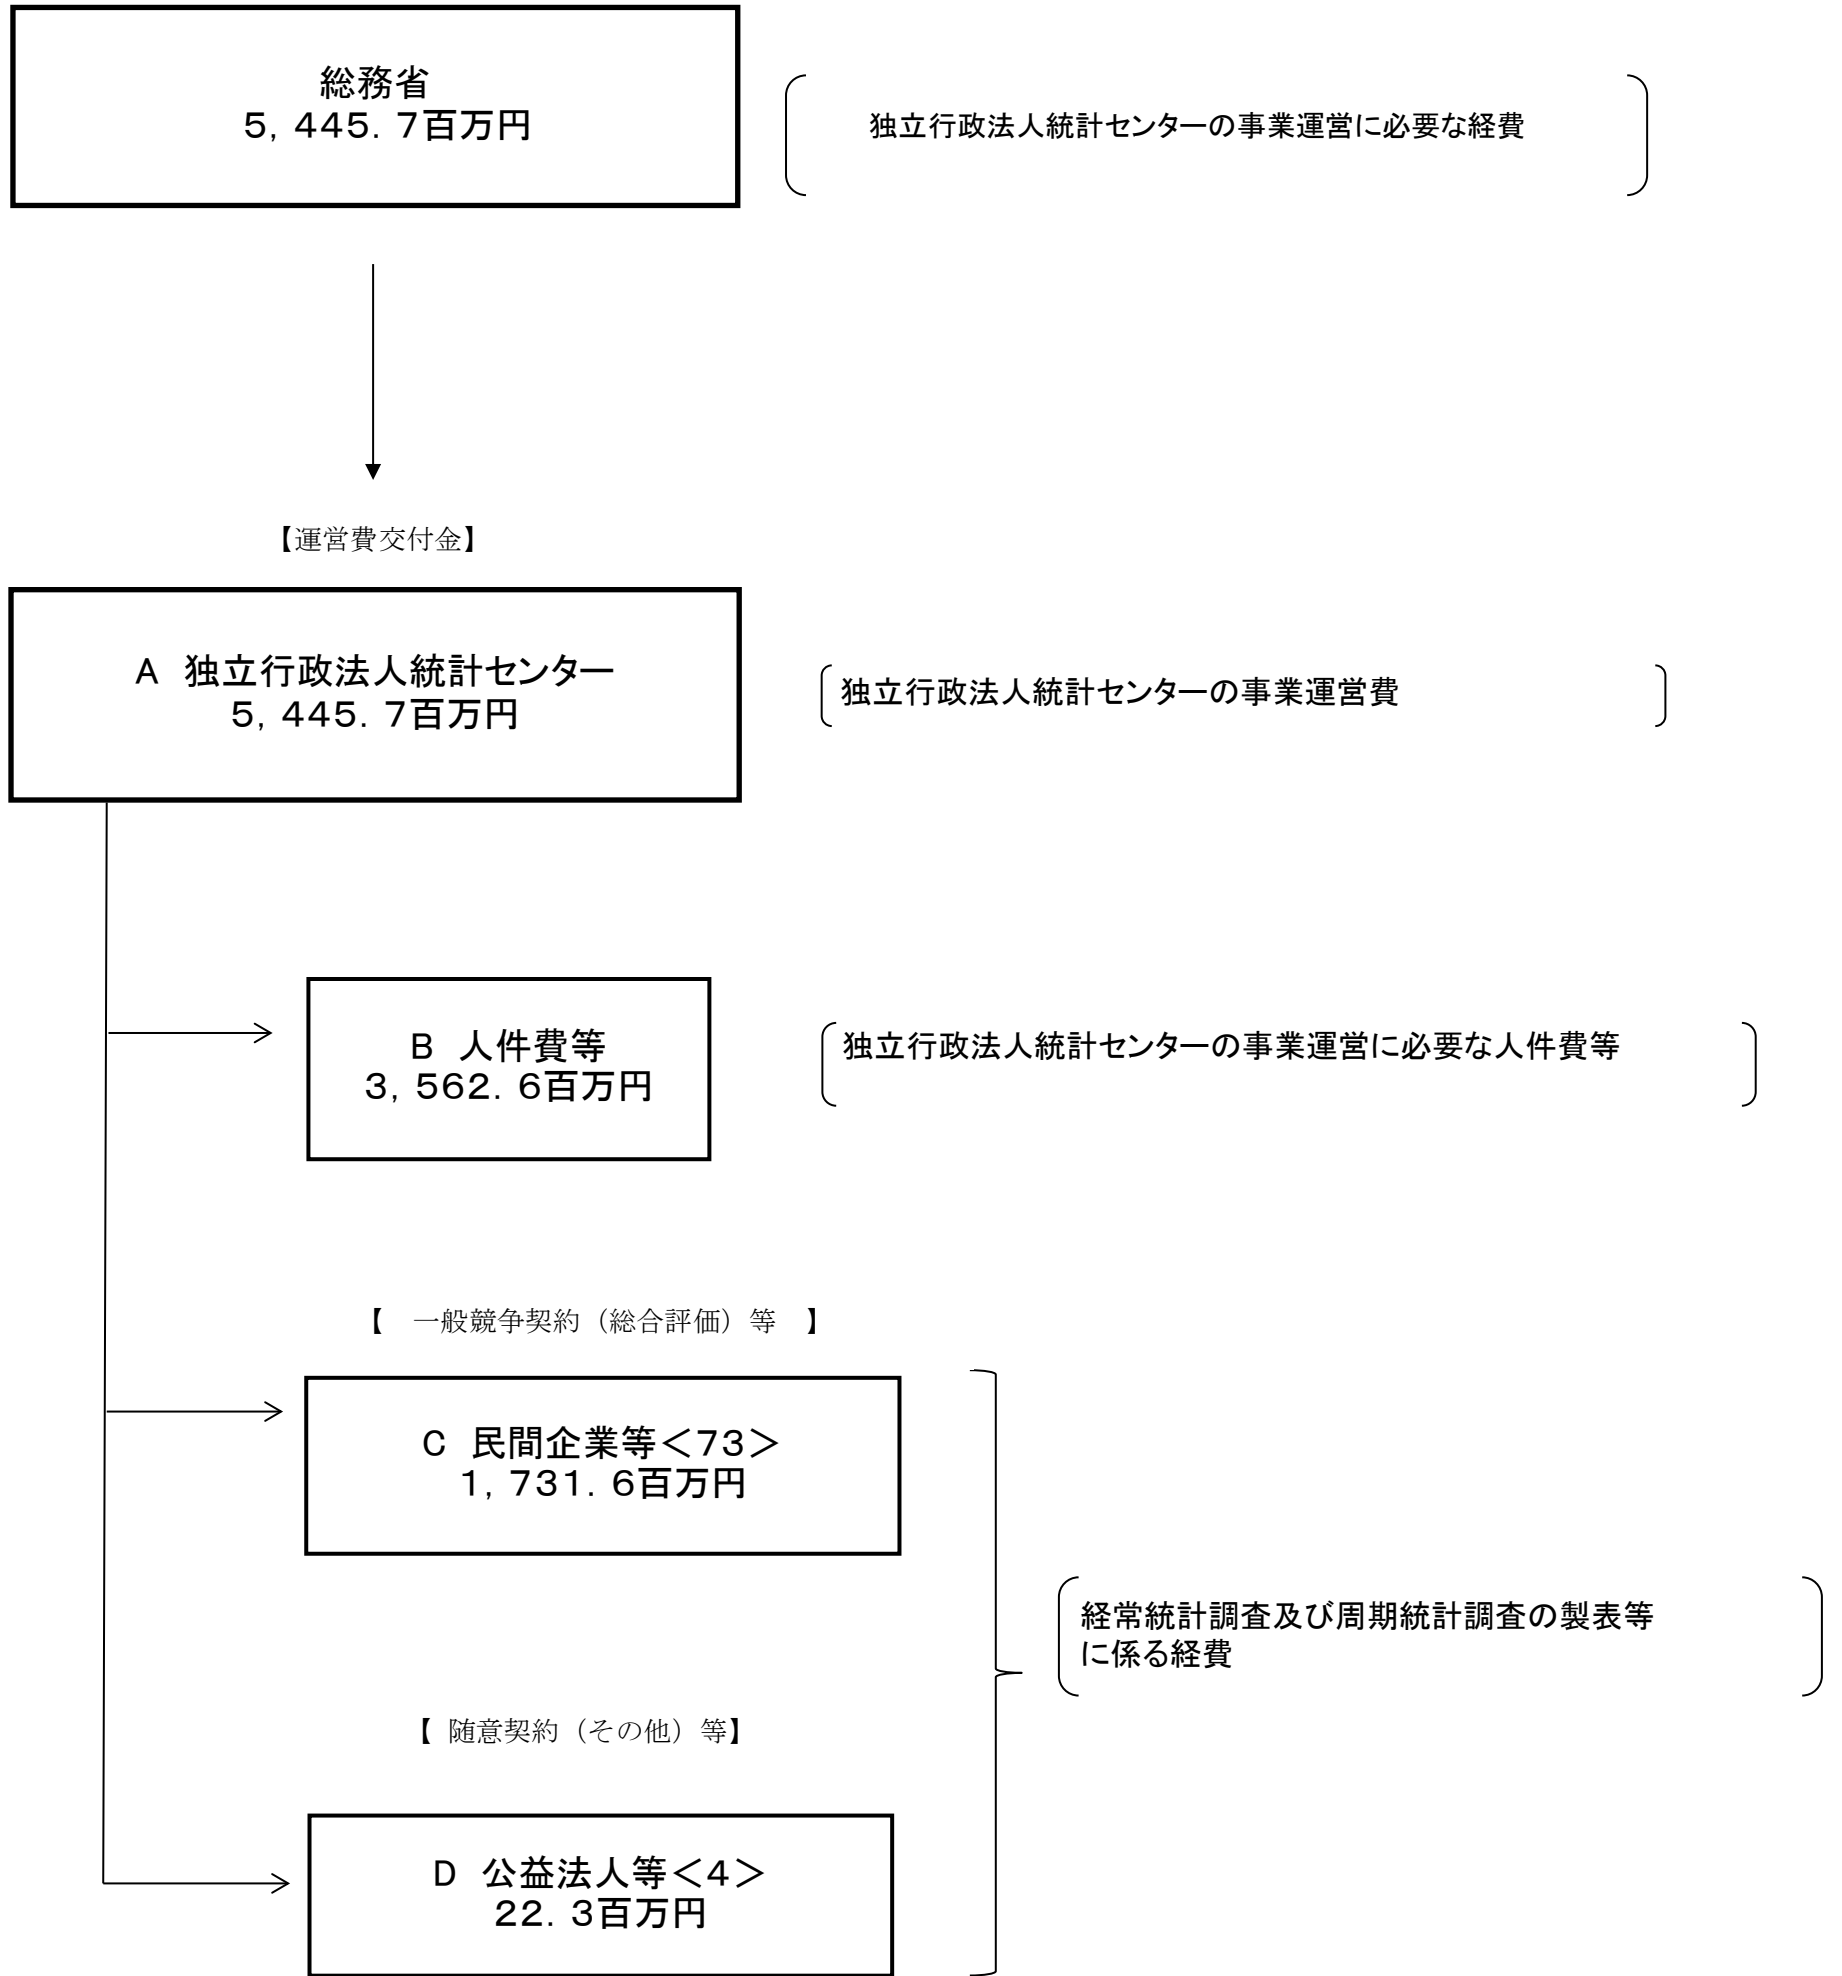 総務省
５，４４５．７百万円
独立行政法人統計センターの事業運営に必要な経費
【運営費交付金】
A　独立行政法人統計センター
５，４４５．７百万円
独立行政法人統計センターの事業運営費
B　人件費等
３，５６２．６百万円
独立行政法人統計センターの事業運営に必要な人件費等
【　一般競争契約（総合評価）等　】
C　民間企業等＜７３＞
１，７３１．６百万円
経常統計調査及び周期統計調査の製表等
に係る経費
【 随意契約（その他）等】
D　公益法人等＜４＞
２２．３百万円